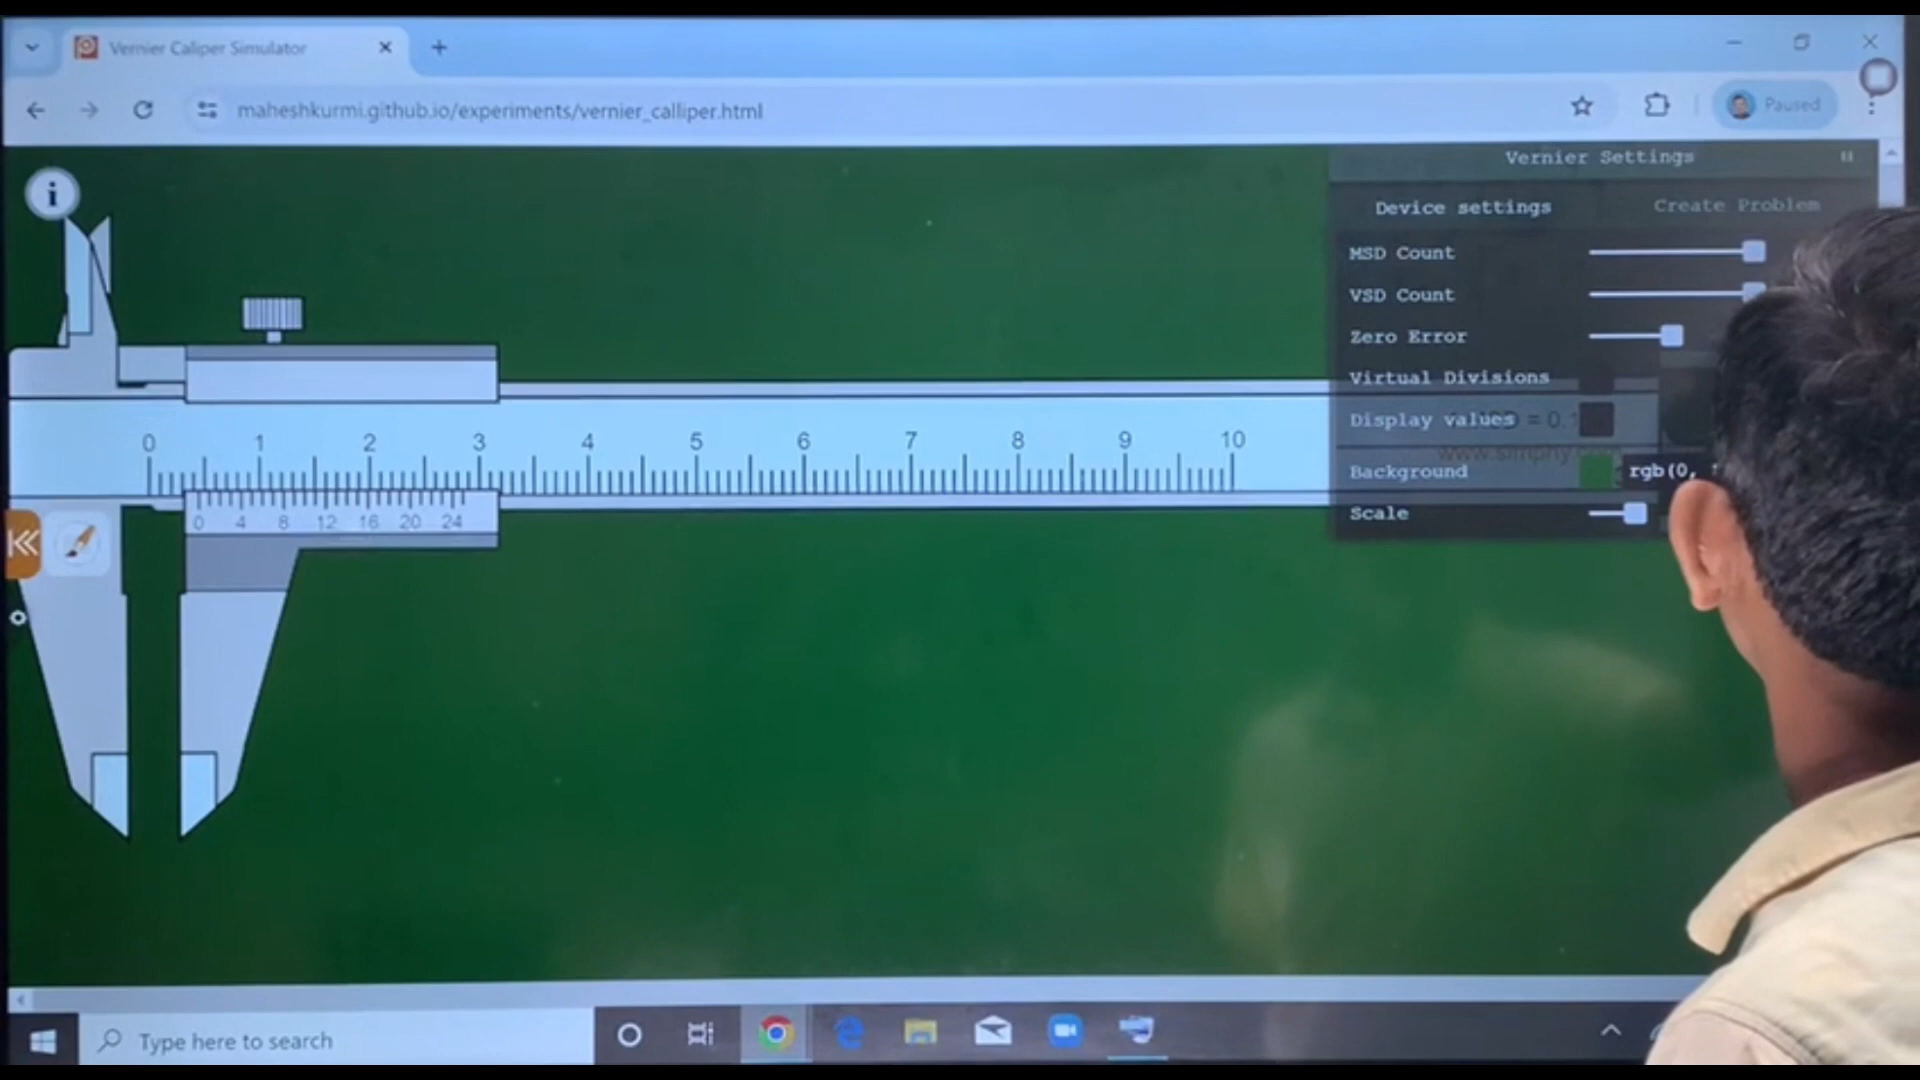 Vernier Caliper Simulator
maheshkurmi.github.io/experiments/vernier_calliper.html
Paused
Vernier Settings
Device settings
Create Problem
MSD Count
VSD Count
Zero Error
Virtual Divisions
Display values
= 0.
Background
rgb(0,
Scale
i
0 1 2 3 4 5 6 7 8 9 10
0 4 8 12 16 20 24
Type here to search